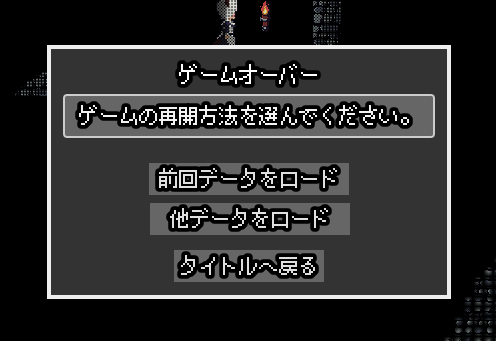 ゲームオーバー
ゲームの再開方法を選んでください。
前回データをロード
他データをロード
タイトルへ戻る